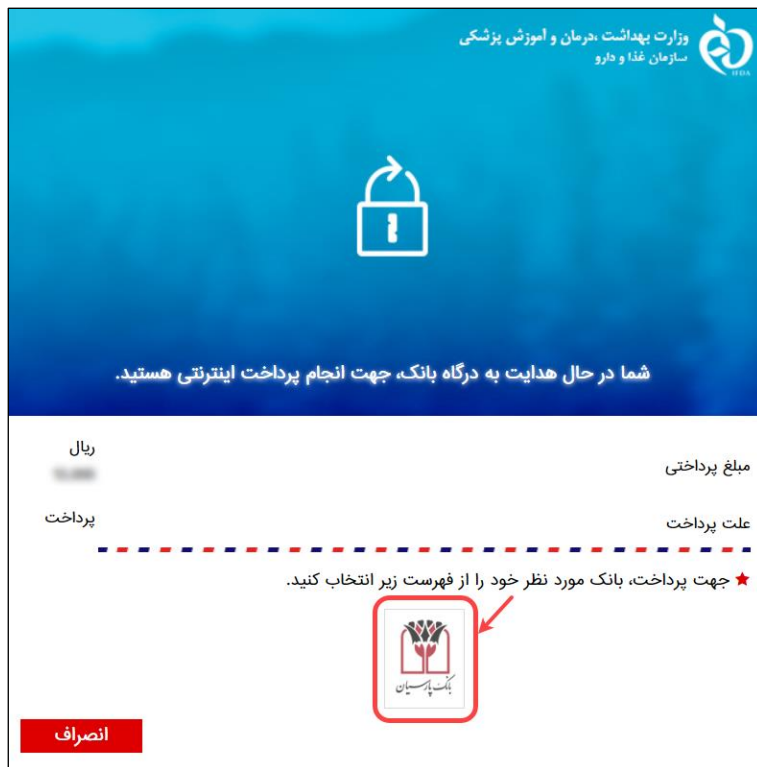 وزارت بهداشت ،درمان و آموزش پزشکی
سازمان غذا و دارو
IFDA
شما در حال هدایت به درگاه بانک، جهت انجام پرداخت اینترنتی هستید.
مبلغ پرداختی ریال
علت پرداخت پرداخت
★ جهت پرداخت، بانک مورد نظر خود را از فهرست زیر انتخاب کنید.
بانک پارسیان
انصراف